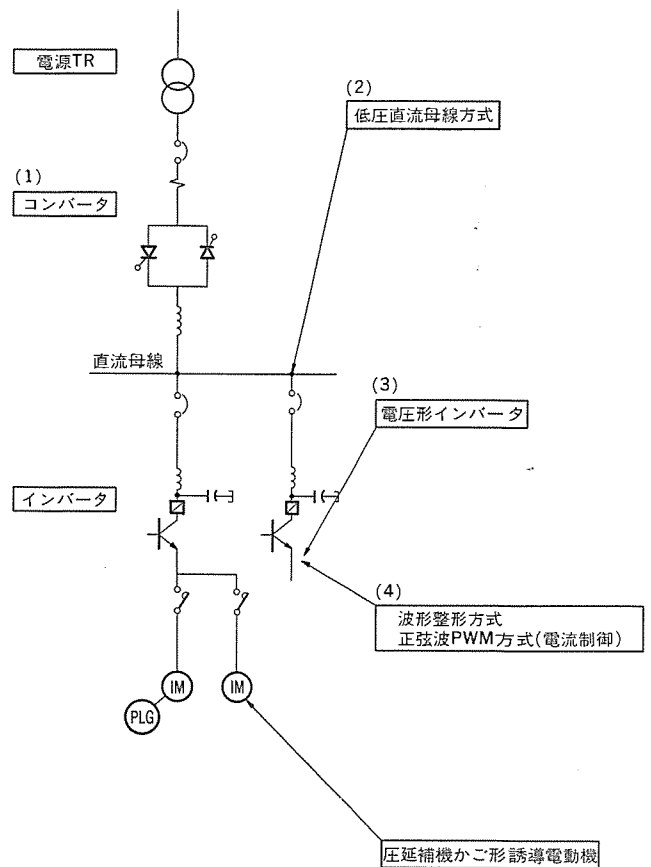 電源TR
(2)
低圧直流母線方式
(1)
コンバータ
直流母線
(3)
電圧形インバータ
インバータ
(4)
波形整形方式
正弦波PWM方式(電流制御)
IM
IM
PLG
圧延補機かご形誘導電動機